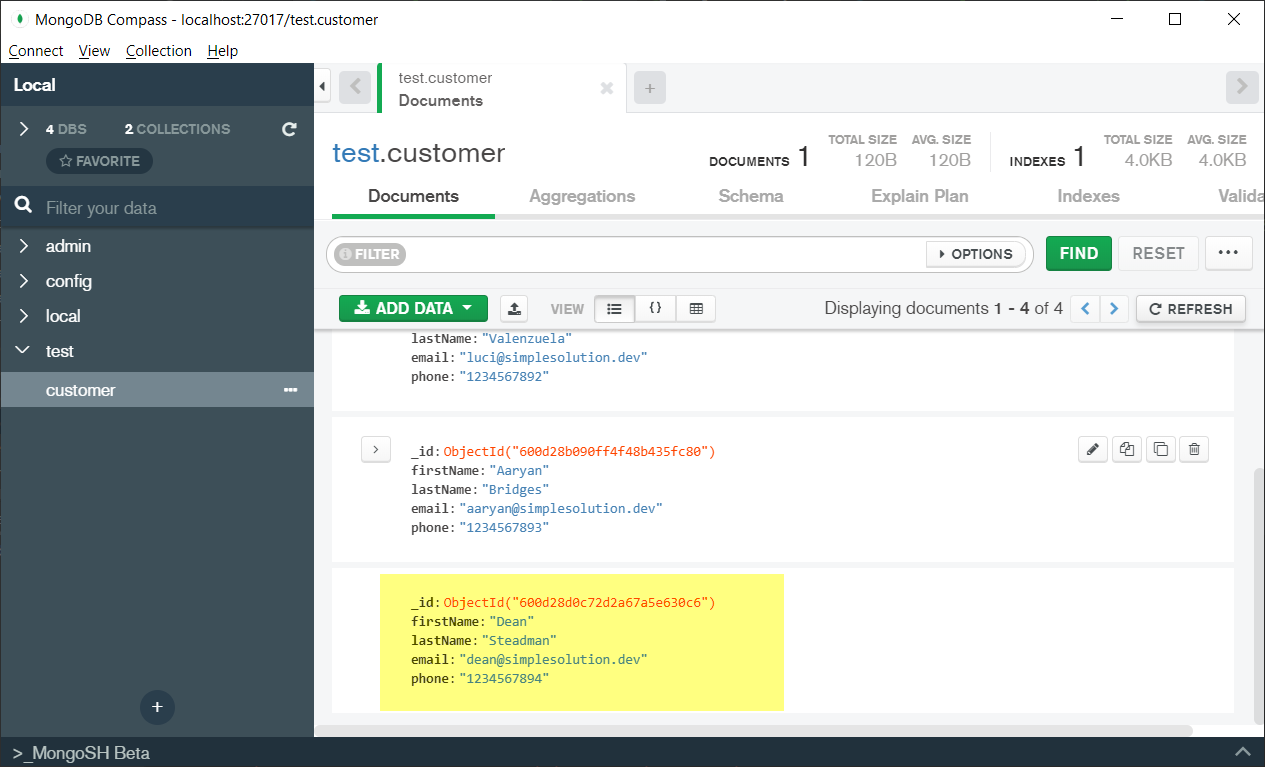 MongoDB Compass - localhost:27017/test.customer
Connect View Collection Help
Local
4 DBS 2 COLLECTIONS
FAVORITE
Filter your data
admin
config
local
test
customer
>_MongoSH Beta
test.customer
Documents
test.customer
DOCUMENTS 1 TOTAL SIZE 120B AVG. SIZE 120B INDEXES 1 TOTAL SIZE 4.0KB AVG. SIZE 4.0KB
Documents Aggregations Schema Explain Plan Indexes Valida
FILTER OPTIONS FIND RESET
ADD DATA VIEW {} Displaying documents 1 - 4 of 4 REFRESH
lastName: "Valenzuela"
email: "luci@simplesolution.dev"
phone: "1234567892"
_id: ObjectId("600d28b090ff4f48b435fc80")
firstName: "Aaryan"
lastName: "Bridges"
email: "aaryan@simplesolution.dev"
phone: "1234567893"
_id: ObjectId("600d28d0c72d2a67a5e630c6")
firstName: "Dean"
lastName: "Steadman"
email: "dean@simplesolution.dev"
phone: "1234567894"